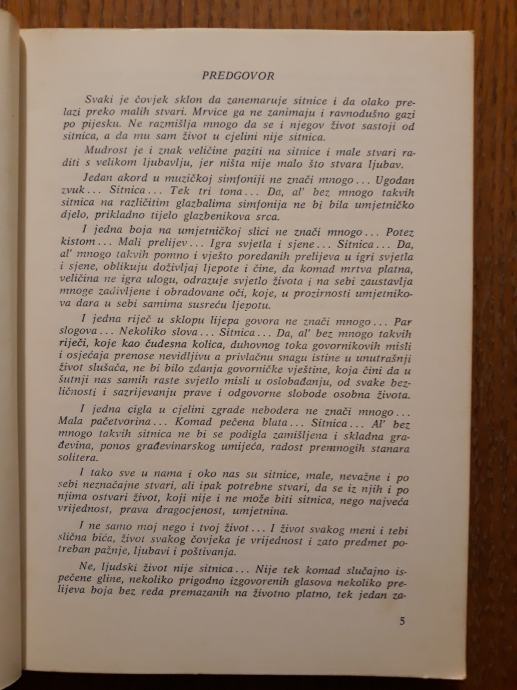 PREDGOVOR
Svaki je čovjek sklon da zanemaruje sitnice i da olako pre-
lazi preko malih stvari. Mrvice ga ne zanimaju i ravnodušno gazi
po pijesku. Ne razmišlja mnogo da se i njegov život sastoji od
sitnica, a da mu sam život u cjelini nije sitnica.
Mudrost je i znak veličine paziti na sitnice i male stvari ra-
diti s velikom ljubavlju, jer ništa nije malo što stvara ljubav.
Jedan akord u muzičkoj simfoniji ne znači mnogo... Ugodan
zvuk... Sitnica... Tek tri tona... Da, al' bez mnogo takvih
sitnica na različitim glazbalima simfonija ne bi bila umjetničko
djelo, prikladno tijelo glazbenikova srca.
I jedna boja na umjetničkoj slici ne znači mnogo... Potez
kistom... Mali prelijev... Igra svjetla i sjene... Sitnica... Da,
al' bez mnogo takvih pomno i vješto poredanih prelijeva u igri svjetla
i sjene, oblikuju doživljaj ljepote i čine, da komad mrtva platna,
veličina ne igra ulogu, odrazuje svjetlo života i na sebi zaustavlja
mnoge zadivljene i obradovane oči, koje, u prozirnosti umjetniko-
va dara u sebi samima susreću ljepotu.
I jedna riječ u sklopu lijepa govora ne znači mnogo... Par
slogova... Nekoliko slova... Sitnica... Da, al' bez mnogo takvih
riječi, koje kao čudesna kolica, duhovnog toka govornikovih misli
i osjećaja prenose nevidljivu a privlačnu snagu istine u unutrašnji
život slušača, ne bi bilo zdanja govorničke vještine, koja čini da u
šutnji nas samih raste svjetlo misli u oslobađanju, od svake bez-
ličnosti i sazrijevanju prave i odgovorne slobode osobna života.
I jedna cigla u cjelini zgrade nebodera ne znači mnogo...
Mala pačetvorina... Komad pečena blata... Sitnica... Al' bez
mnogo takvih sitnica ne bi se podigla zamišljena i skladna gra-
đevina, ponos građevinarskog umijeća, radost premnogih stanara
solitera.
I tako sve u nama i oko nas su sitnice, male, nevažne i po
sebi neznačajne stvari, ali ipak potrebne stvari, da se iz njih i po
njima ostvari život, koji nije i ne može biti sitnica, nego najveća
vrijednost, prava dragocjenost, umjetnina.
I ne samo moj nego i tvoj život... I život svakog meni i tebi
slična bića, život svakog čovjeka je vrijednost i zato predmet po-
treban pažnje, ljubavi i poštivanja.
Ne, ljudski život nije sitnica... Nije tek komad slučajno is-
pečene gline, nekoliko prigodno izgovorenih glasova nekoliko pre-
lijeva boja bez reda premazanih na životno platno, tek jedan za-
5